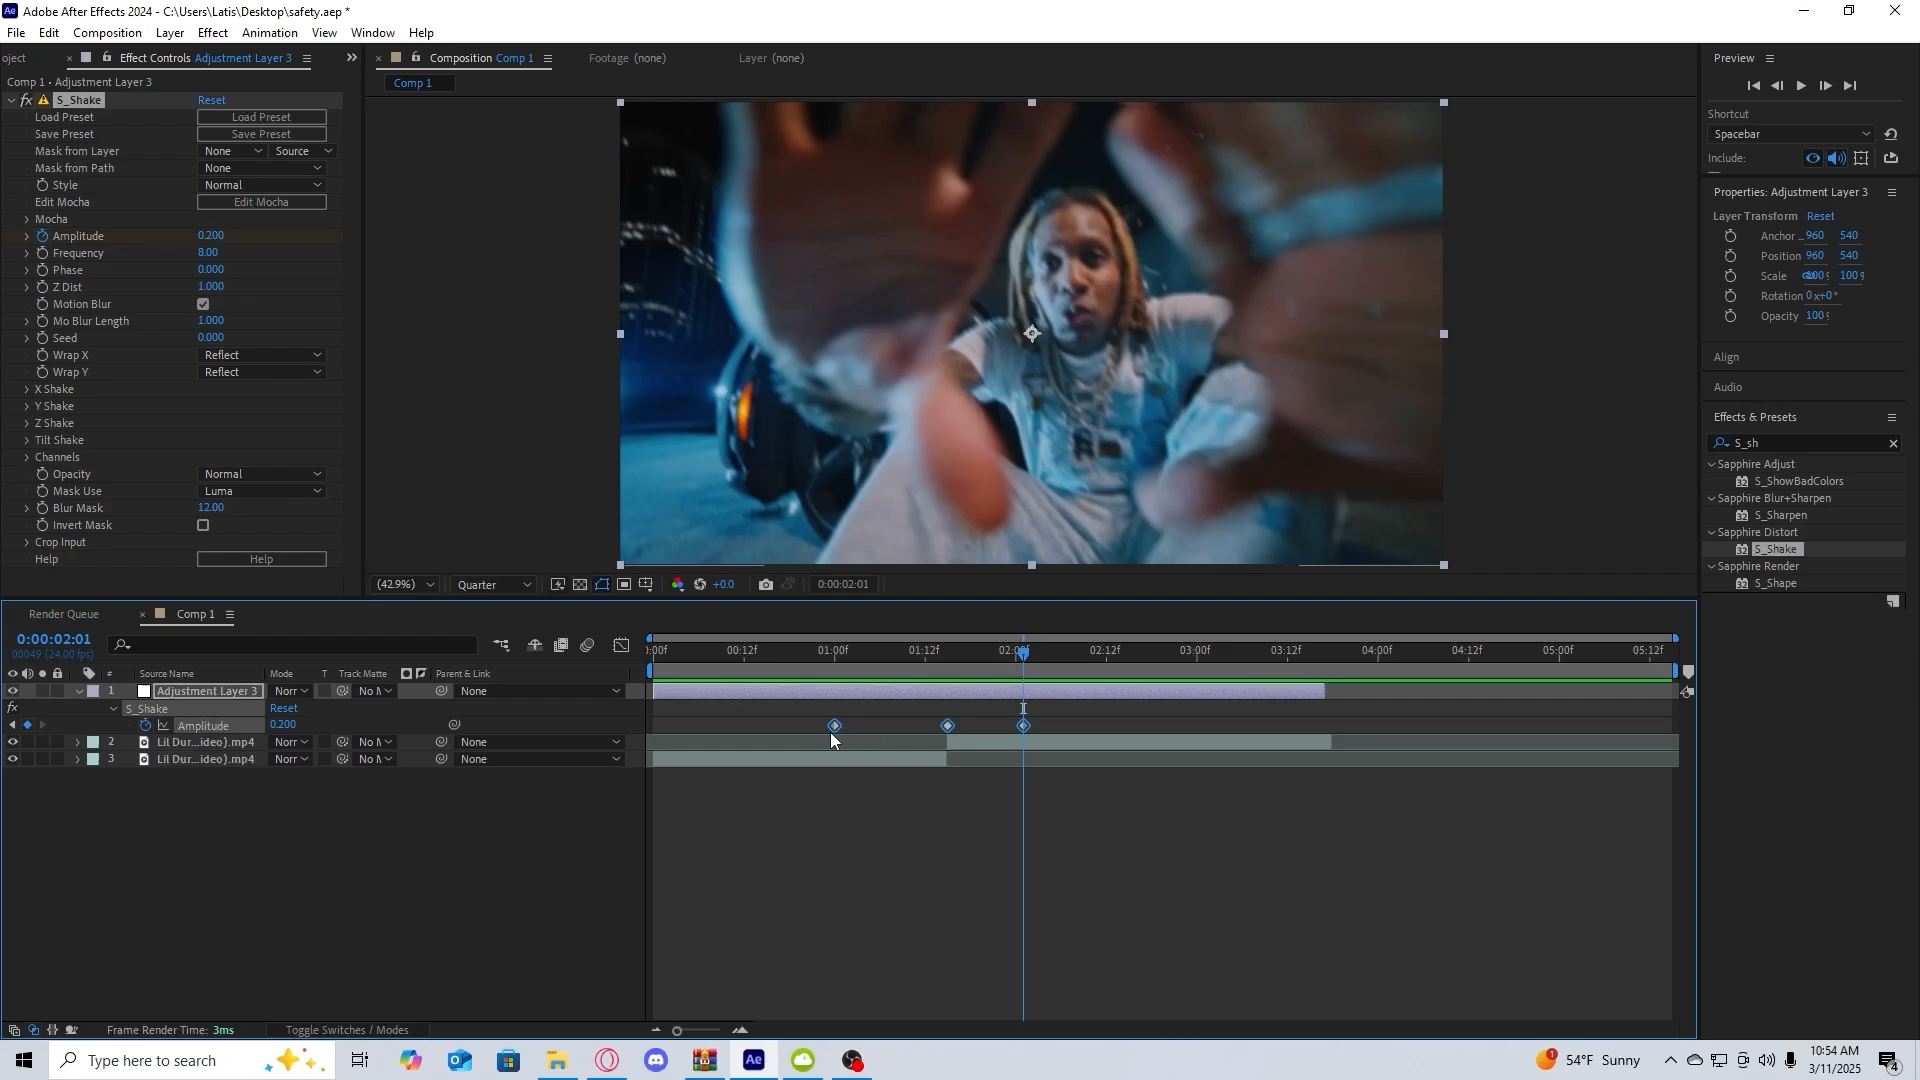 Adobe After Effects 2024 - C:\Users\Latis\Desktop\safety.aep *
File Edit Composition Layer Effect Animation View Window Help
oject Effect Controls Adjustment Layer 3
Comp 1 • Adjustment Layer 3
fx S_Shake Reset
Load Preset Load Preset
Save Preset Save Preset
Mask from Layer None Source
Mask from Path None
Style Normal
Edit Mocha Edit Mocha
Mocha
Amplitude 0.200
Frequency 8.00
Phase 0.000
Z Dist 1.000
Motion Blur
Mo Blur Length 1.000
Seed 0.000
Wrap X Reflect
Wrap Y Reflect
X Shake
Y Shake
Z Shake
Tilt Shake
Channels
Opacity Normal
Mask Use Luma
Blur Mask 12.00
Invert Mask
Crop Input
Help Help
Composition Comp 1 Footage (none) Layer (none)
Comp 1
(42.9%) Quarter +0.0 0:00:02:01
Preview
Shortcut
Spacebar
Include:
Properties: Adjustment Layer 3
Layer Transform Reset
Anchor ... 960 540
Position 960 540
Scale 100 100
Rotation 0x+0°
Opacity 100
Align
Audio
Effects & Presets
S_sh
Sapphire Adjust
S_ShowBadColors
Sapphire Blur+Sharpen
S_Sharpen
Sapphire Distort
S_Shake
Sapphire Render
S_Shape
Render Queue Comp 1
0:00:02:01
00049 (24.00 fps)
# Source Name Mode T Track Matte Parent & Link
:00f 00:12f 01:00f 01:12f 02:00f 02:12f 03:00f 03:12f 04:00f 04:12f 05:00f 05:12f
1 Adjustment Layer 3 Norr No M None
fx S_Shake Reset
Amplitude 0.200
2 Lil Dur...ideo).mp4 Norr No M None
3 Lil Dur...ideo).mp4 Norr No M None
Frame Render Time: 3ms Toggle Switches / Modes
Type here to search
Ae
54°F Sunny
10:54 AM
3/11/2025
4